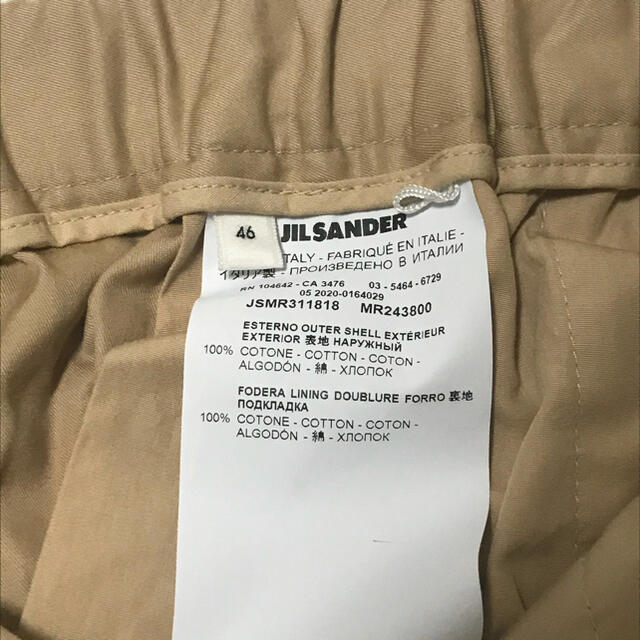 46
JIL SANDER
ITALY - FABRIQUÉ EN ITALIE -
イタリア製 - ПРОИЗВЕДЕНО В ИТАЛИИ
RN 104642 - CA 3476 03 - 5464 - 6729
05 2020-0164029
JSMR311818 MR243800
ESTERNO OUTER SHELL EXTÉRIEUR
EXTERIOR 表地 НАРУЖНЫЙ
100% COTONE - COTTON - COTON -
ALGODÓN - 綿 - ХЛОПОК
FODERA LINING DOUBLURE FORRO 裏地
ПОДКЛАДКА
100% COTONE - COTTON - COTON -
ALGODÓN - 綿 - ХЛОПОК